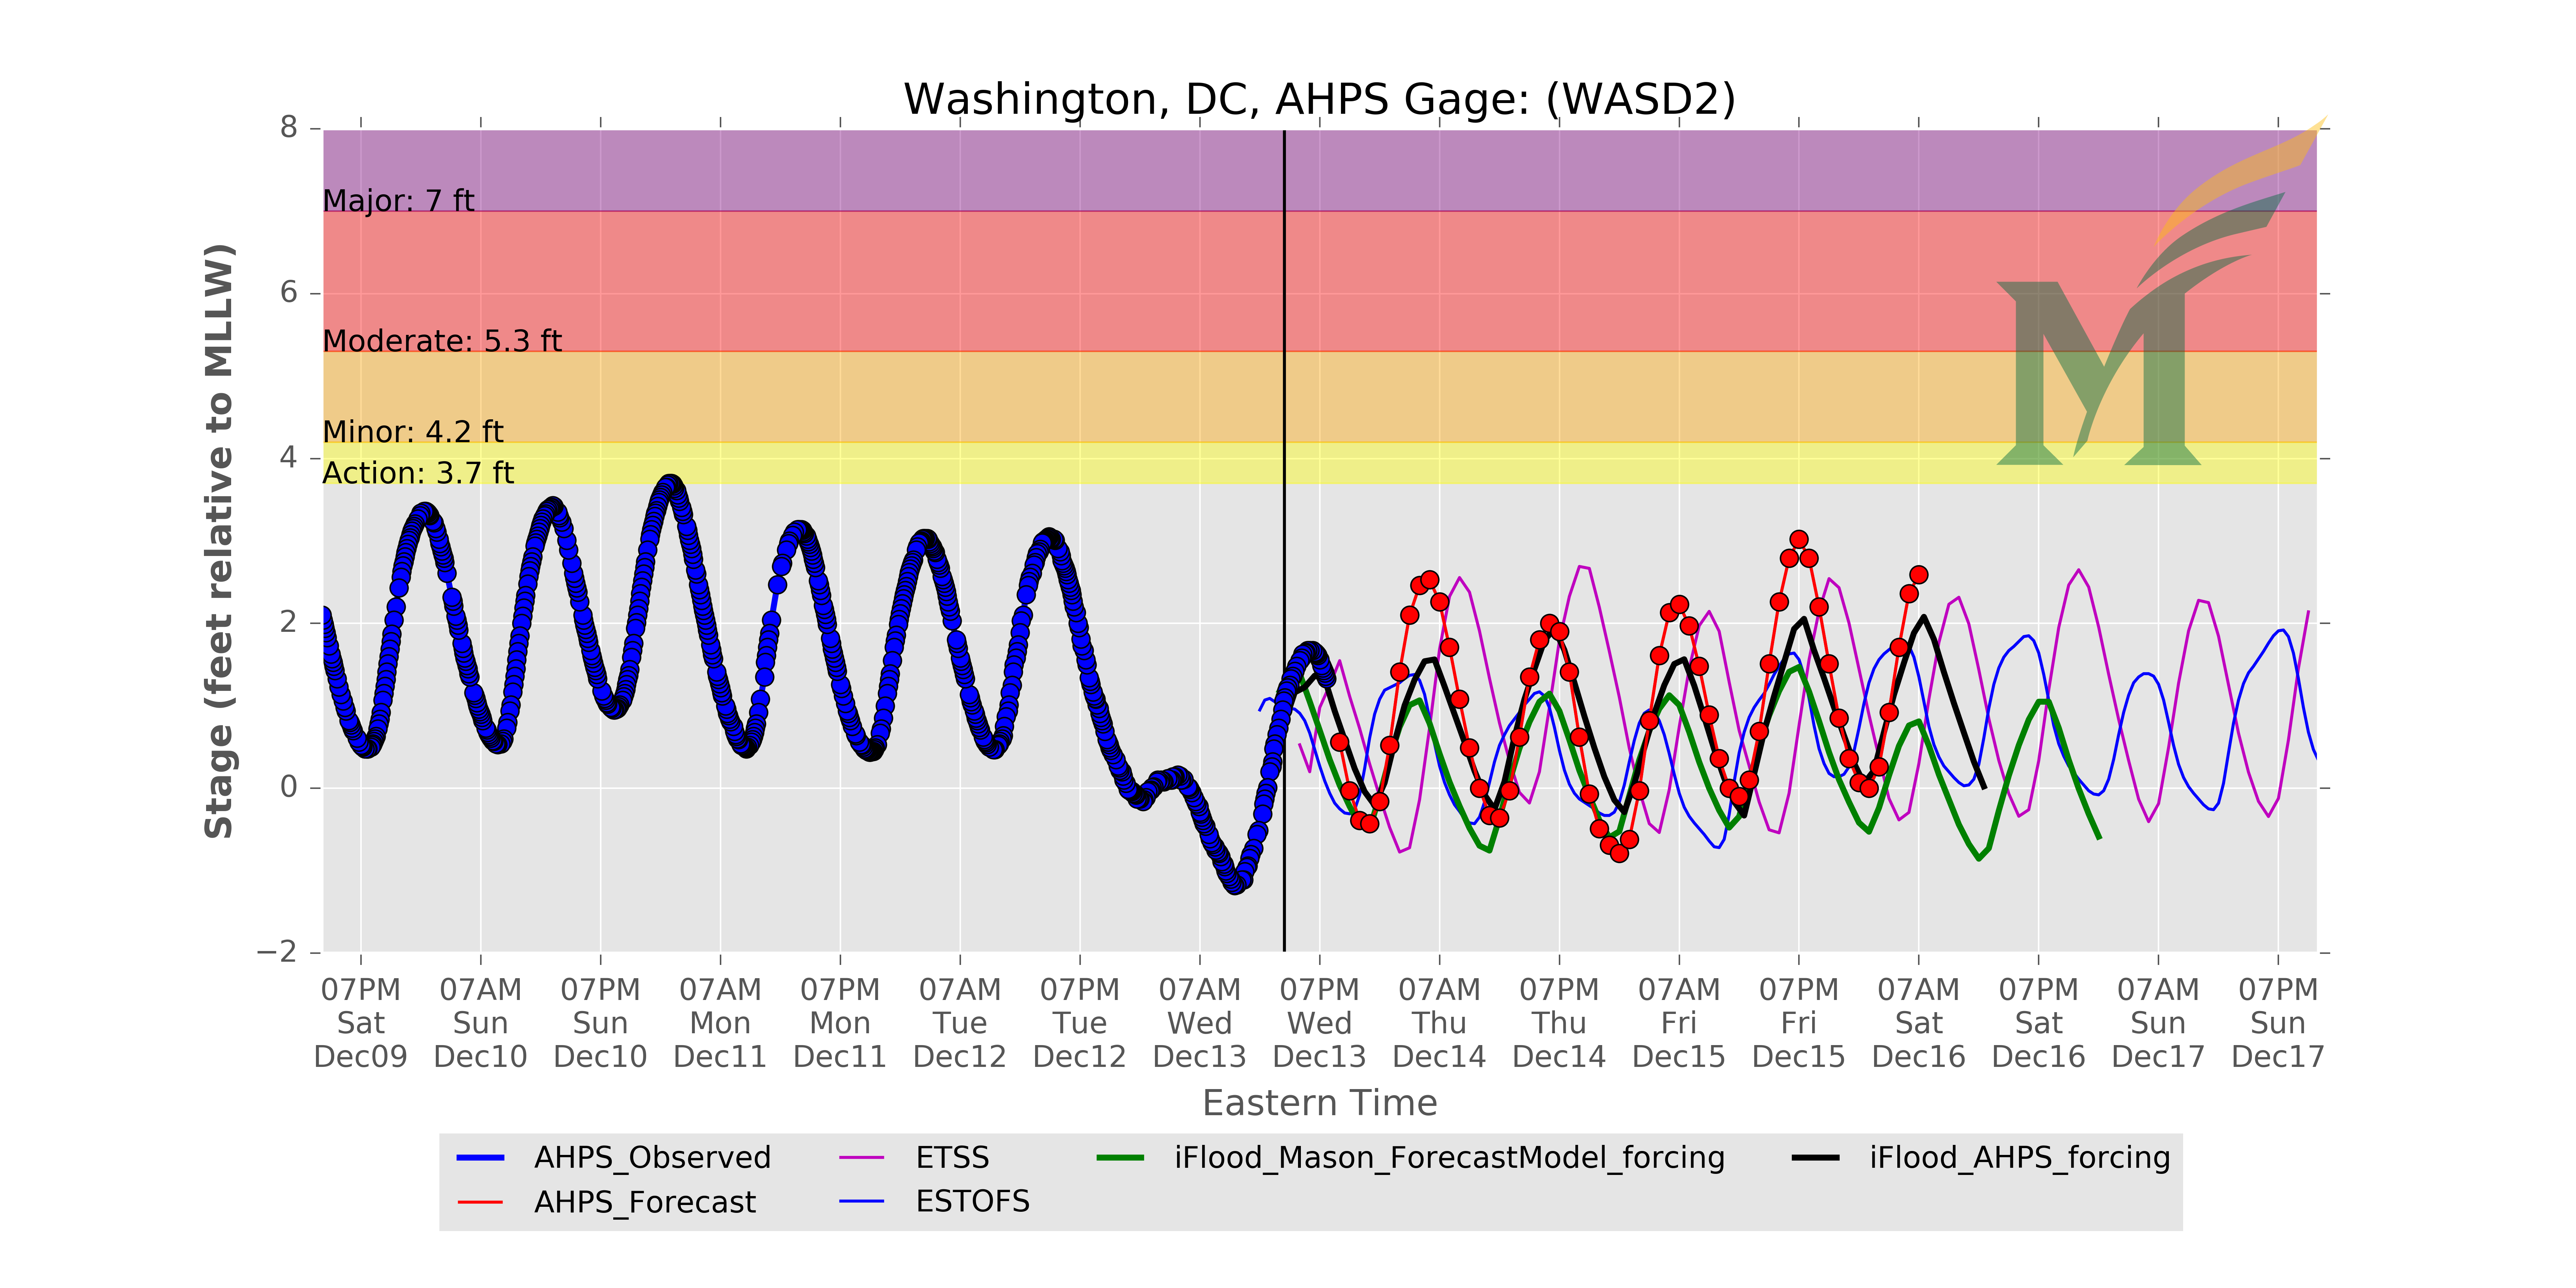 Washington, DC, AHPS Gage: (WASD2)
8
Major: 7 ft
6
Moderate: 5.3 ft
Minor: 4.2 ft
4
Action: 3.7 ft
2
0
−2
Stage (feet relative to MLLW)
07PM 07AM 07PM 07AM 07PM 07AM 07PM 07AM 07PM 07AM 07PM 07AM 07PM 07AM 07PM 07AM 07PM
Sat Sun Sun Mon Mon Tue Tue Wed Wed Thu Thu Fri Fri Sat Sat Sun Sun
Dec09 Dec10 Dec10 Dec11 Dec11 Dec12 Dec12 Dec13 Dec13 Dec14 Dec14 Dec15 Dec15 Dec16 Dec16 Dec17 Dec17
Eastern Time
AHPS_Observed ETSS iFlood_Mason_ForecastModel_forcing iFlood_AHPS_forcing
AHPS_Forecast ESTOFS
M